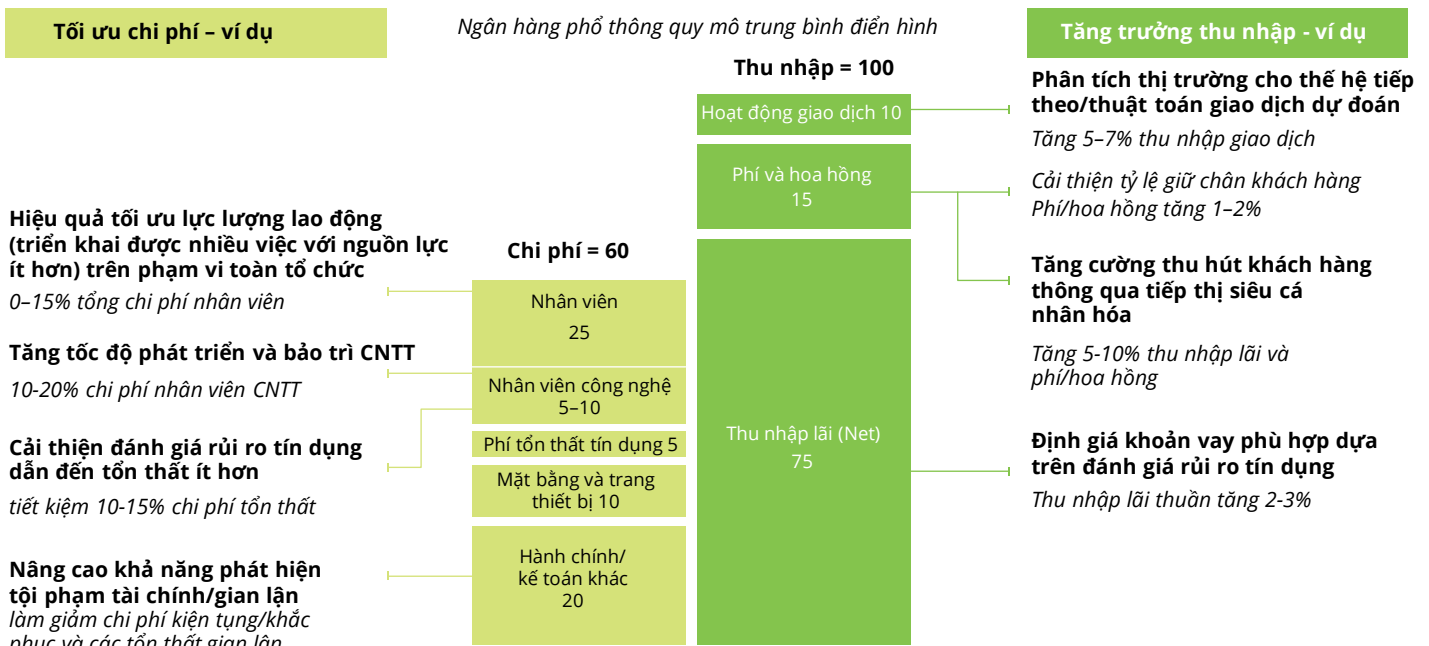 Tối ưu chi phí – ví dụ
Ngân hàng phổ thông quy mô trung bình điển hình
Tăng trưởng thu nhập - ví dụ
Thu nhập = 100
Hoạt động giao dịch 10
Phí và hoa hồng
15
Thu nhập lãi (Net)
75
Chi phí = 60
Nhân viên
25
Nhân viên công nghệ
5–10
Phí tổn thất tín dụng 5
Mặt bằng và trang
thiết bị 10
Hành chính/
kế toán khác
20
Hiệu quả tối ưu lực lượng lao động
(triển khai được nhiều việc với nguồn lực
ít hơn) trên phạm vi toàn tổ chức
0–15% tổng chi phí nhân viên
Tăng tốc độ phát triển và bảo trì CNTT
10-20% chi phí nhân viên CNTT
Cải thiện đánh giá rủi ro tín dụng
dẫn đến tổn thất ít hơn
tiết kiệm 10-15% chi phí tổn thất
Nâng cao khả năng phát hiện
tội phạm tài chính/gian lận
làm giảm chi phí kiện tụng/khắc
phục và các tổn thất gian lận
Phân tích thị trường cho thế hệ tiếp
theo/thuật toán giao dịch dự đoán
Tăng 5–7% thu nhập giao dịch
Cải thiện tỷ lệ giữ chân khách hàng
Phí/hoa hồng tăng 1–2%
Tăng cường thu hút khách hàng
thông qua tiếp thị siêu cá
nhân hóa
Tăng 5-10% thu nhập lãi và
phí/hoa hồng
Định giá khoản vay phù hợp dựa
trên đánh giá rủi ro tín dụng
Thu nhập lãi thuần tăng 2-3%